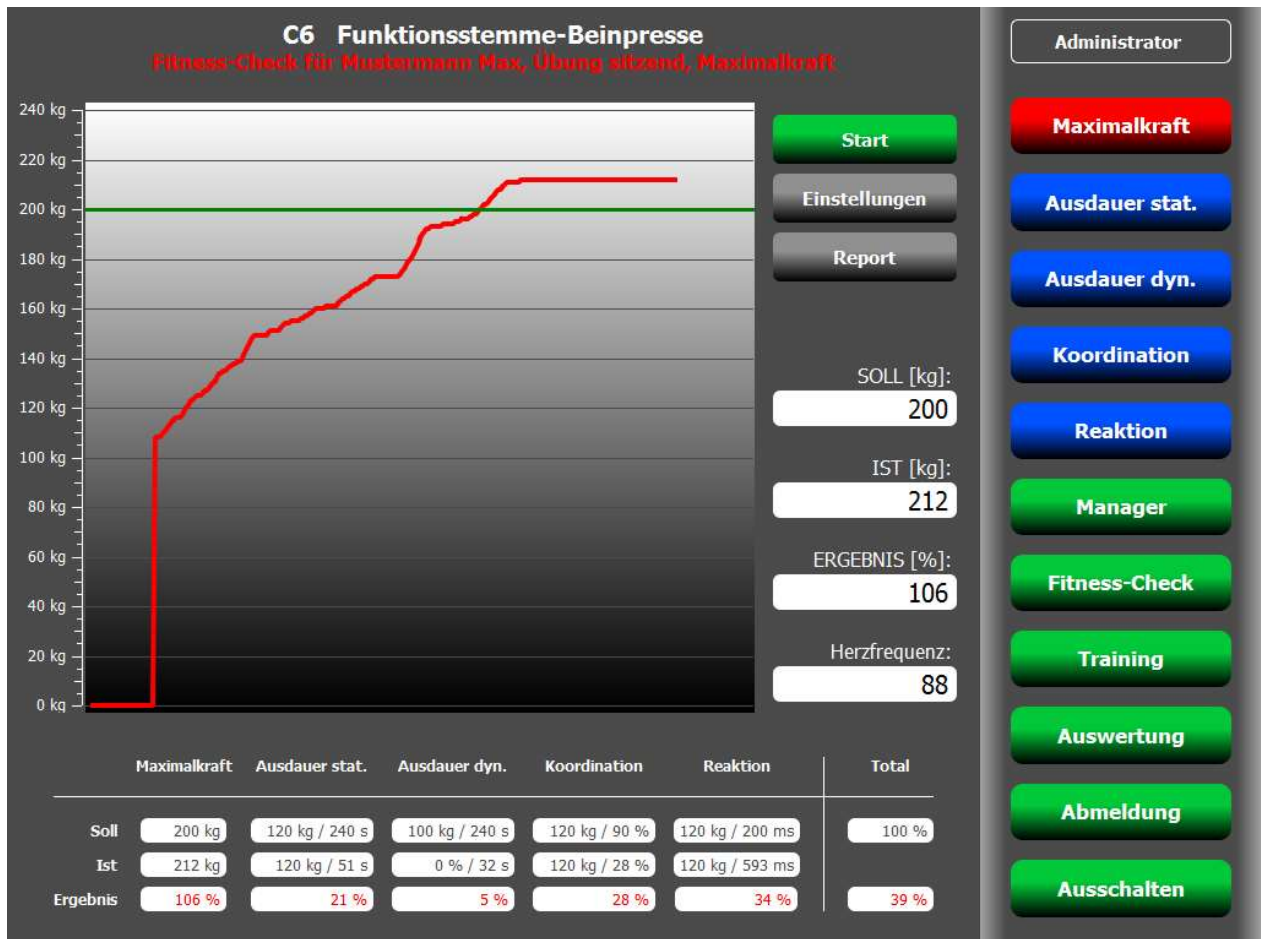 C6 Funktionsstemme-Beinpresse
Fitness-Check für Mustermann Max, Übung sitzend, Maximalkraft
240 kg
220 kg
200 kg
180 kg
160 kg
140 kg
120 kg
100 kg
80 kg
60 kg
40 kg
20 kg
0 kg
Start
Einstellungen
Report
SOLL [kg]:
200
IST [kg]:
212
ERGEBNIS [%]:
106
Herzfrequenz:
88
Maximalkraft Ausdauer stat. Ausdauer dyn. Koordination Reaktion Total
Soll 200 kg 120 kg / 240 s 100 kg / 240 s 120 kg / 90 % 120 kg / 200 ms 100 %
Ist 212 kg 120 kg / 51 s 0 % / 32 s 120 kg / 28 % 120 kg / 593 ms
Ergebnis 106 % 21 % 5 % 28 % 34 % 39 %
Administrator
Maximalkraft
Ausdauer stat.
Ausdauer dyn.
Koordination
Reaktion
Manager
Fitness-Check
Training
Auswertung
Abmeldung
Ausschalten